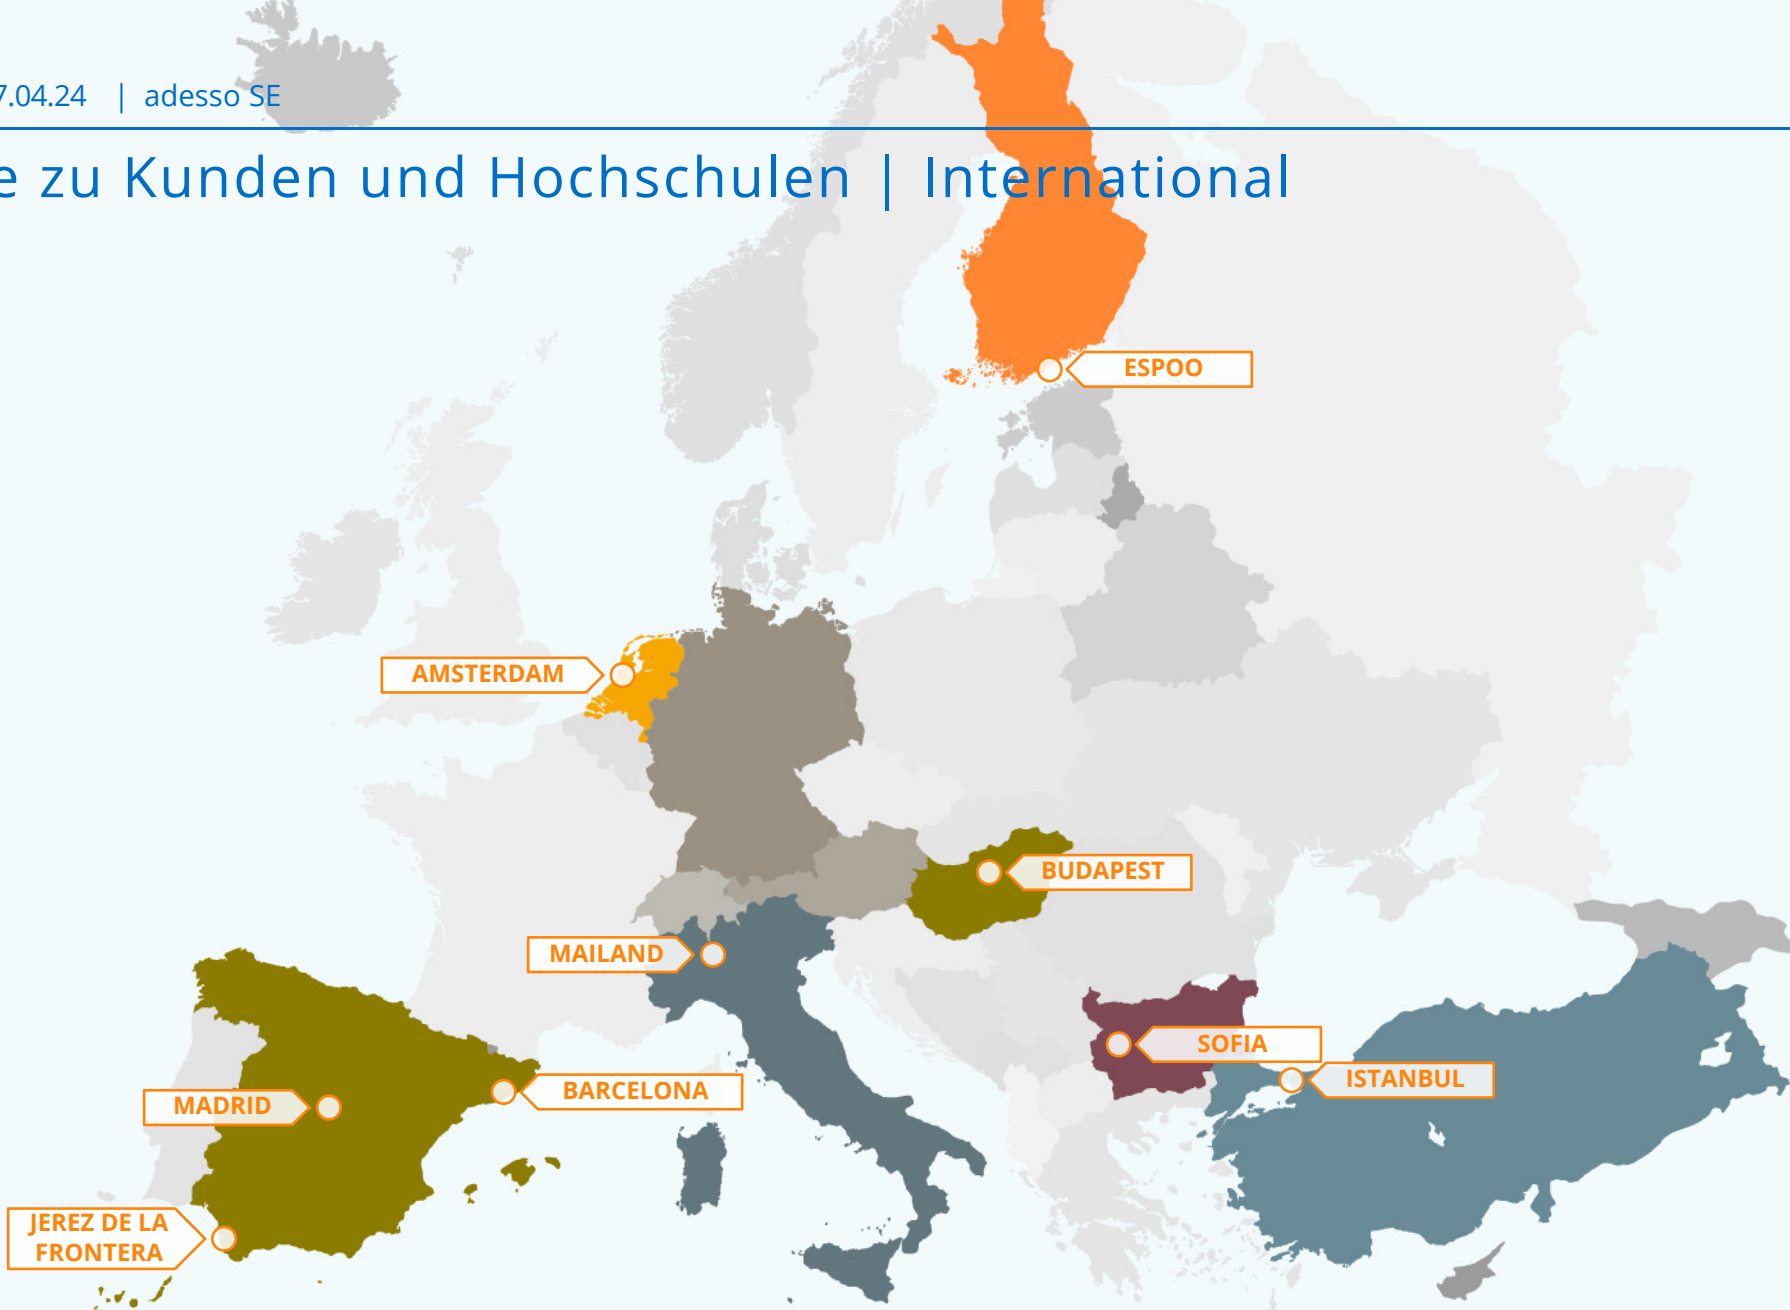 7.04.24 | adesso SE
e zu Kunden und Hochschulen | International
ESPOO
AMSTERDAM
BUDAPEST
MAILAND
SOFIA
ISTANBUL
BARCELONA
MADRID
JEREZ DE LA
FRONTERA